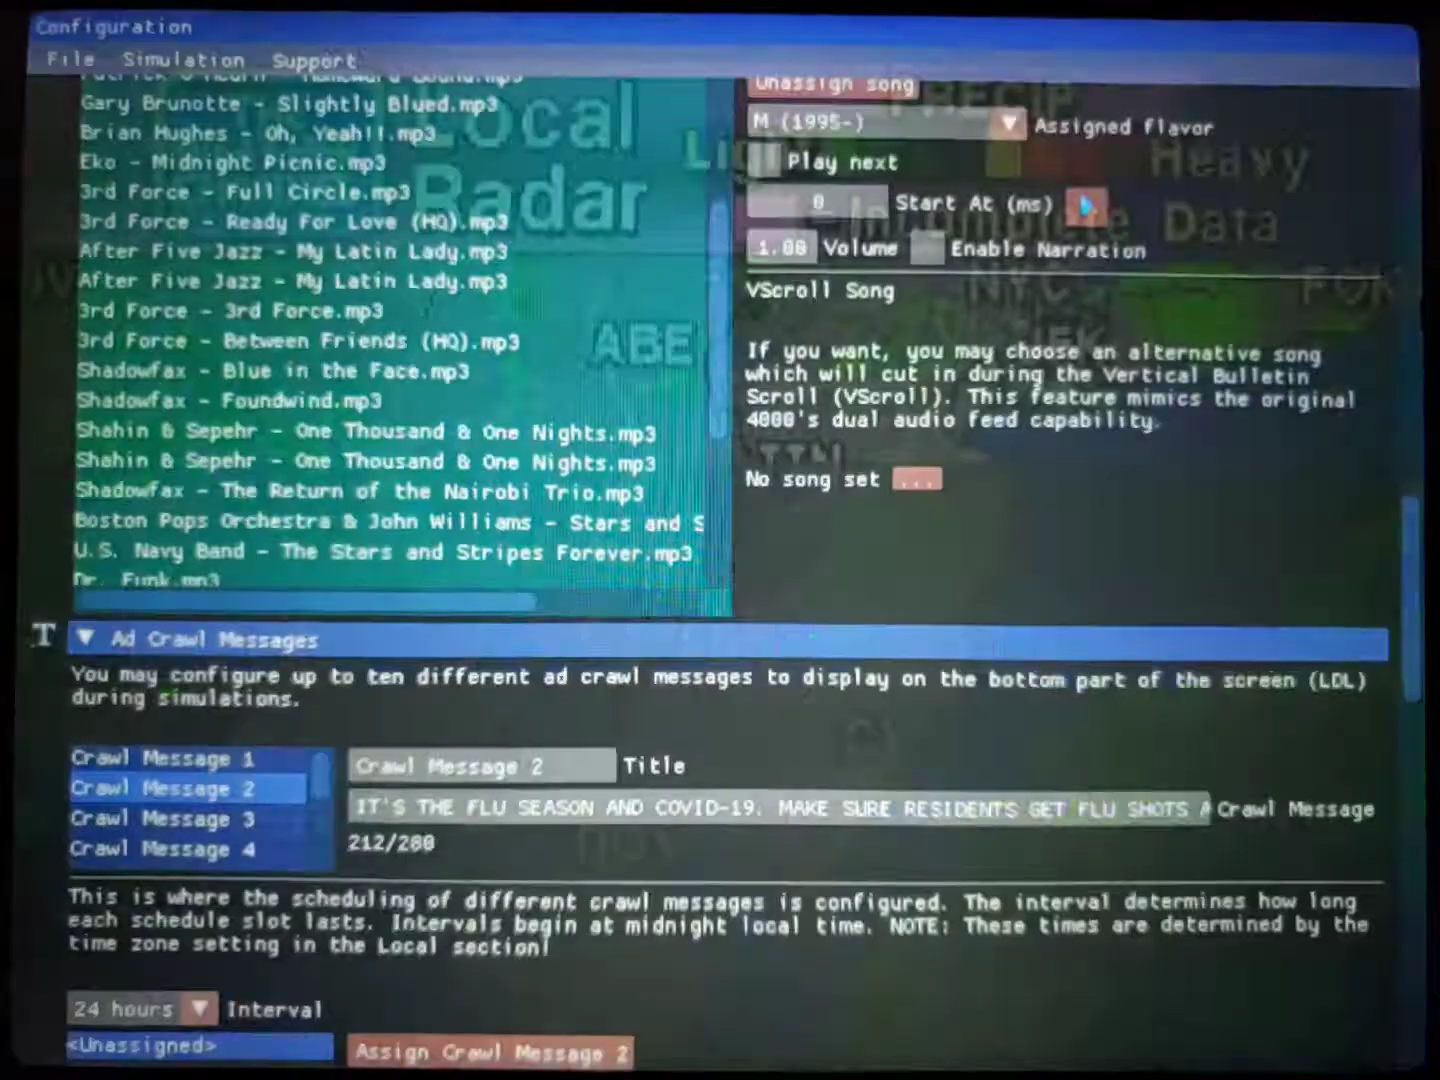 Configuration
File Simulation Support
Gary Brunotte - Slightly Blued.mp3
Brian Hughes - Oh, Yeah!!.mp3
Eko - Midnight Picnic.mp3
3rd Force - Full Circle.mp3
3rd Force - Ready For Love (HQ).mp3
After Five Jazz - My Latin Lady.mp3
After Five Jazz - My Latin Lady.mp3
3rd Force - 3rd Force.mp3
3rd Force - Between Friends (HQ).mp3
Shadowfax - Blue in the Face.mp3
Shadowfax - Foundwind.mp3
Shahin & Sepehr - One Thousand & One Nights.mp3
Shahin & Sepehr - One Thousand & One Nights.mp3
Shadowfax - The Return of the Nairobi Trio.mp3
Boston Pops Orchestra & John Williams - Stars and S
U.S. Navy Band - The Stars and Stripes Forever.mp3
Dr. Funk.mp3
Local
Radar
ABE
Unassign song
M (1995-) Assigned flavor
Play next
0 Start At (ms)
1.00 Volume Enable Narration
PRECIP
Light
Heavy
Incomplete Data
NYC
VScroll Song
If you want, you may choose an alternative song
which will cut in during the Vertical Bulletin
Scroll (VScroll). This feature mimics the original
4000's dual audio feed capability.
No song set ...
T
Ad Crawl Messages
You may configure up to ten different ad crawl messages to display on the bottom part of the screen (LDL)
during simulations.
Crawl Message 1
Crawl Message 2
Crawl Message 3
Crawl Message 4
Crawl Message 2 Title
IT'S THE FLU SEASON AND COVID-19. MAKE SURE RESIDENTS GET FLU SHOTS A Crawl Message
212/280
This is where the scheduling of different crawl messages is configured. The interval determines how long
each schedule slot lasts. Intervals begin at midnight local time. NOTE: These times are determined by the
time zone setting in the Local section!
24 hours Interval
<Unassigned>
Assign Crawl Message 2